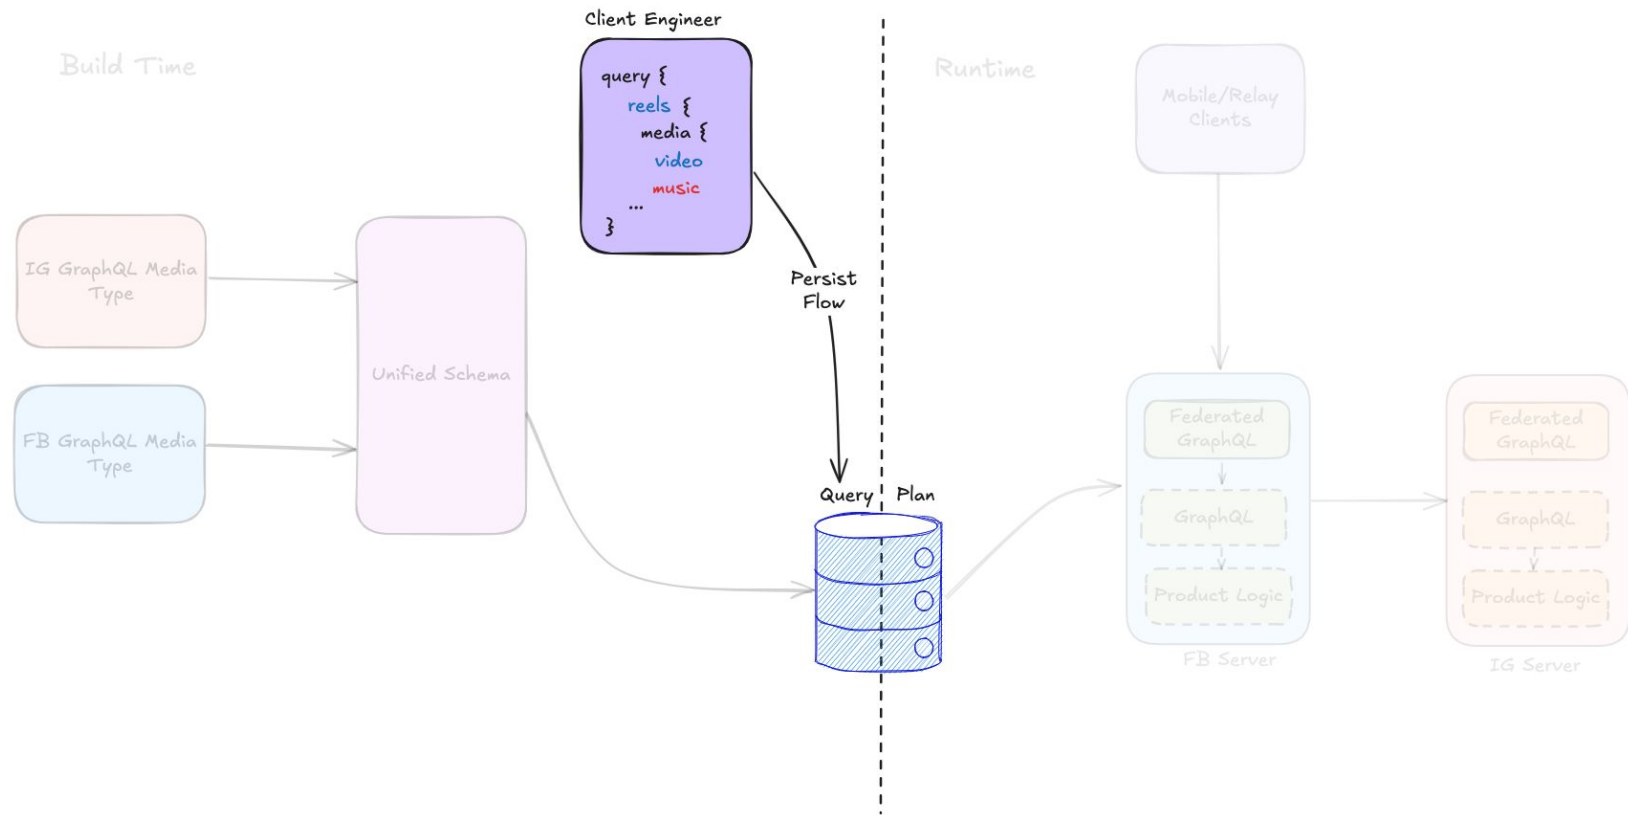 Client Engineer
Build Time
query {
reels {
media {
video
music
...
}
IG GraphQL Media
Type
FB GraphQL Media
Type
Unified Schema
Persist
Flow
Query Plan
Runtime
Mobile/Relay
Clients
Federated
GraphQL
GraphQL
Product Logic
FB Server
Federated
GraphQL
GraphQL
Product Logic
IG Server